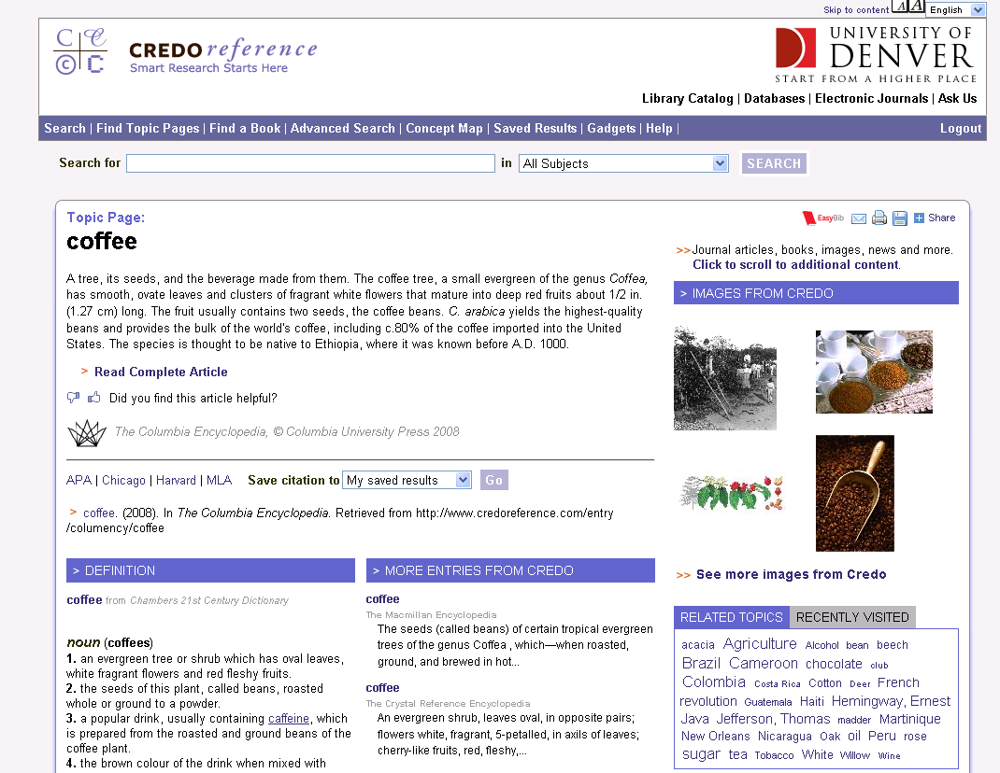 Skip to content A A English
C C
© C
CREDO reference
Smart Research Starts Here
UNIVERSITY OF
DENVER
START FROM A HIGHER PLACE
Library Catalog | Databases | Electronic Journals | Ask Us
Search | Find Topic Pages | Find a Book | Advanced Search | Concept Map | Saved Results | Gadgets | Help | Logout
Search for in All Subjects SEARCH
Topic Page:
coffee
EasyBib Share
A tree, its seeds, and the beverage made from them. The coffee tree, a small evergreen of the genus Coffea,
has smooth, ovate leaves and clusters of fragrant white flowers that mature into deep red fruits about 1/2 in.
(1.27 cm) long. The fruit usually contains two seeds, the coffee beans. C. arabica yields the highest-quality
beans and provides the bulk of the world's coffee, including c.80% of the coffee imported into the United
States. The species is thought to be native to Ethiopia, where it was known before A.D. 1000.
> Read Complete Article
Did you find this article helpful?
The Columbia Encyclopedia, © Columbia University Press 2008
APA | Chicago | Harvard | MLA Save citation to My saved results Go
> coffee. (2008). In The Columbia Encyclopedia. Retrieved from http://www.credoreference.com/entry
/columency/coffee
> DEFINITION
coffee from Chambers 21st Century Dictionary
noun (coffees)
1. an evergreen tree or shrub which has oval leaves,
white fragrant flowers and red fleshy fruits.
2. the seeds of this plant, called beans, roasted
whole or ground to a powder.
3. a popular drink, usually containing caffeine, which
is prepared from the roasted and ground beans of the
coffee plant.
4. the brown colour of the drink when mixed with
> MORE ENTRIES FROM CREDO
coffee
The Macmillan Encyclopedia
The seeds (called beans) of certain tropical evergreen
trees of the genus Coffea , which—when roasted,
ground, and brewed in hot...
coffee
The Crystal Reference Encyclopedia
An evergreen shrub, leaves oval, in opposite pairs;
flowers white, fragrant, 5-petalled, in axils of leaves;
cherry-like fruits, red, fleshy,...
>>Journal articles, books, images, news and more.
Click to scroll to additional content.
> IMAGES FROM CREDO
>> See more images from Credo
RELATED TOPICS RECENTLY VISITED
acacia Agriculture Alcohol bean beech
Brazil Cameroon chocolate club
Colombia Costa Rica Cotton Deer French
revolution Guatemala Haiti Hemingway, Ernest
Java Jefferson, Thomas madder Martinique
New Orleans Nicaragua Oak oil Peru rose
sugar tea Tobacco White Willow Wine